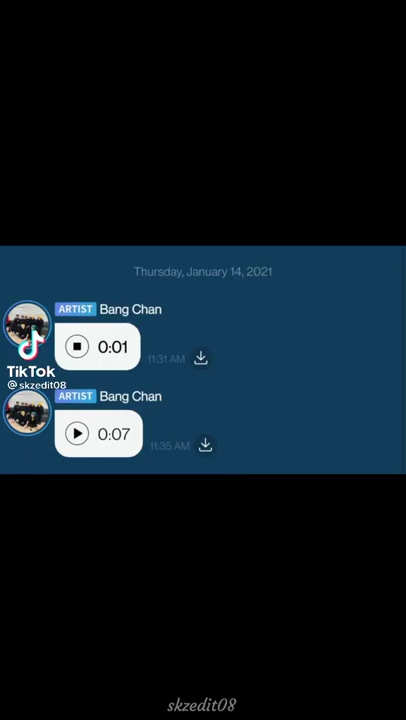 Thursday, January 14, 2021
ARTIST Bang Chan
0:01
11:31 AM
TikTok
@skzedit08
ARTIST Bang Chan
0:07
11:35 AM
skzedit08